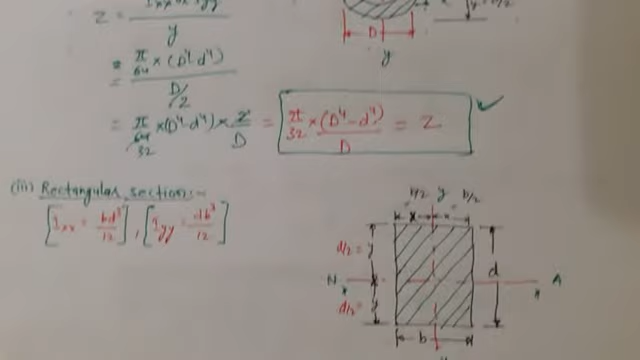 Z =
y
= π/64 × (D⁴-d⁴)
D/2
= π/64 × (D⁴-d⁴) × 2/D = π/32 × (D⁴-d⁴)/D = Z
32
D
y
(iii) Rectangular section:-
[Ixx = bd³/12], [Iyy = db³/12]
b/2 y b/2
x x
d/2 = y
N x A
d
d/2 = y
b